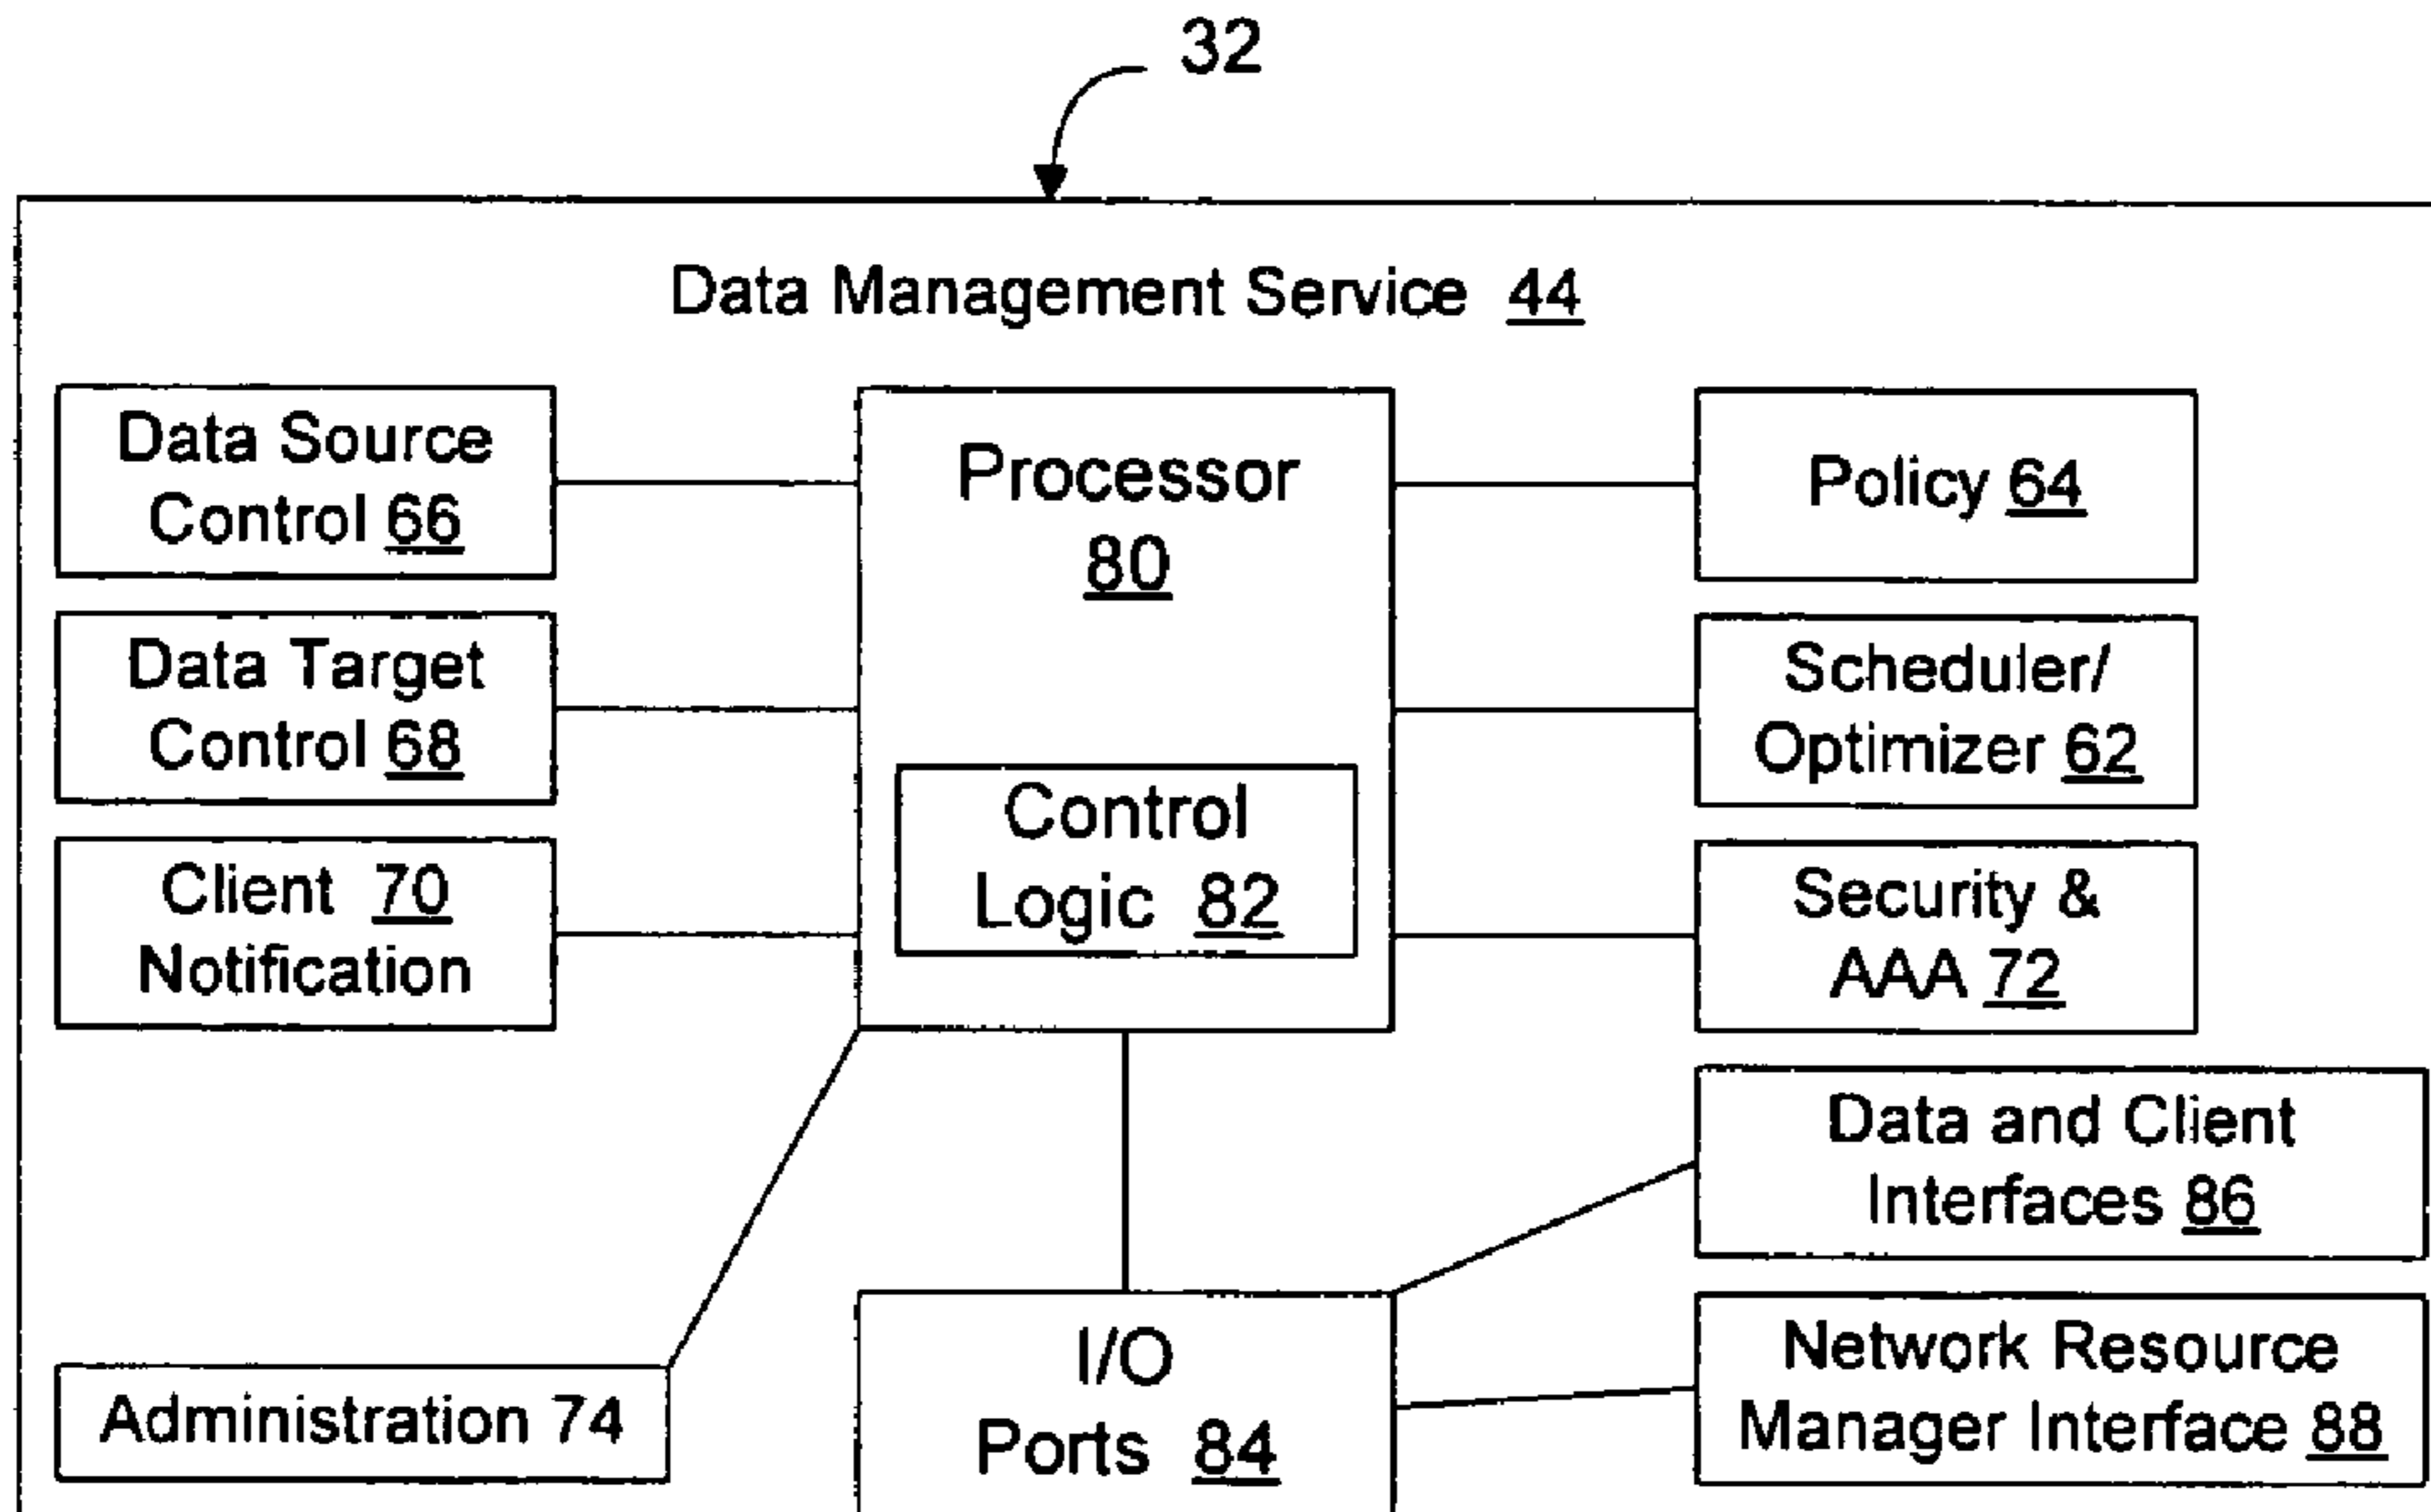 32
Data Management Service 44
Data Source
Control 66
Processor
80
Policy 64
Data Target
Control 68
Scheduler/
Optimizer 62
Control
Logic 82
Client 70
Notification
Security &
AAA 72
Data and Client
Interfaces 86
I/O
Ports 84
Network Resource
Manager Interface 88
Administration 74